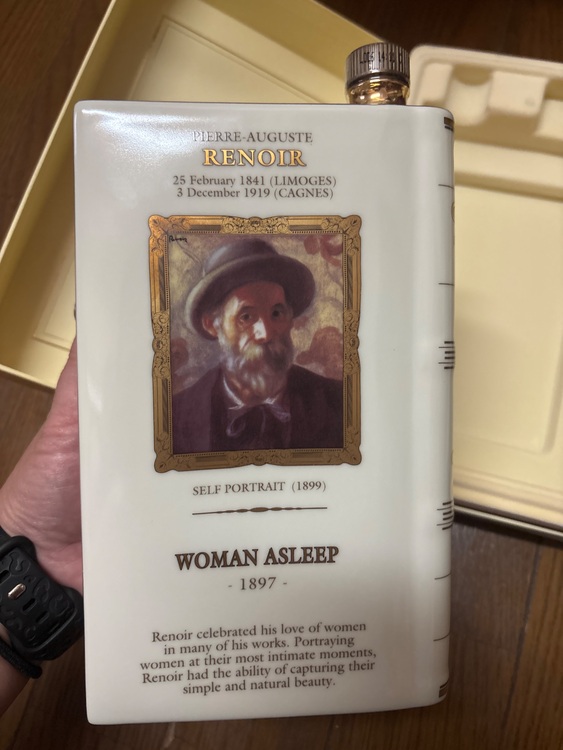 PIERRE-AUGUSTE
RENOIR
25 February 1841 (LIMOGES)
3 December 1919 (CAGNES)
SELF PORTRAIT (1899)
WOMAN ASLEEP
- 1897 -
Renoir celebrated his love of women
in many of his works. Portraying
women at their most intimate moments,
Renoir had the ability of capturing their
simple and natural beauty.